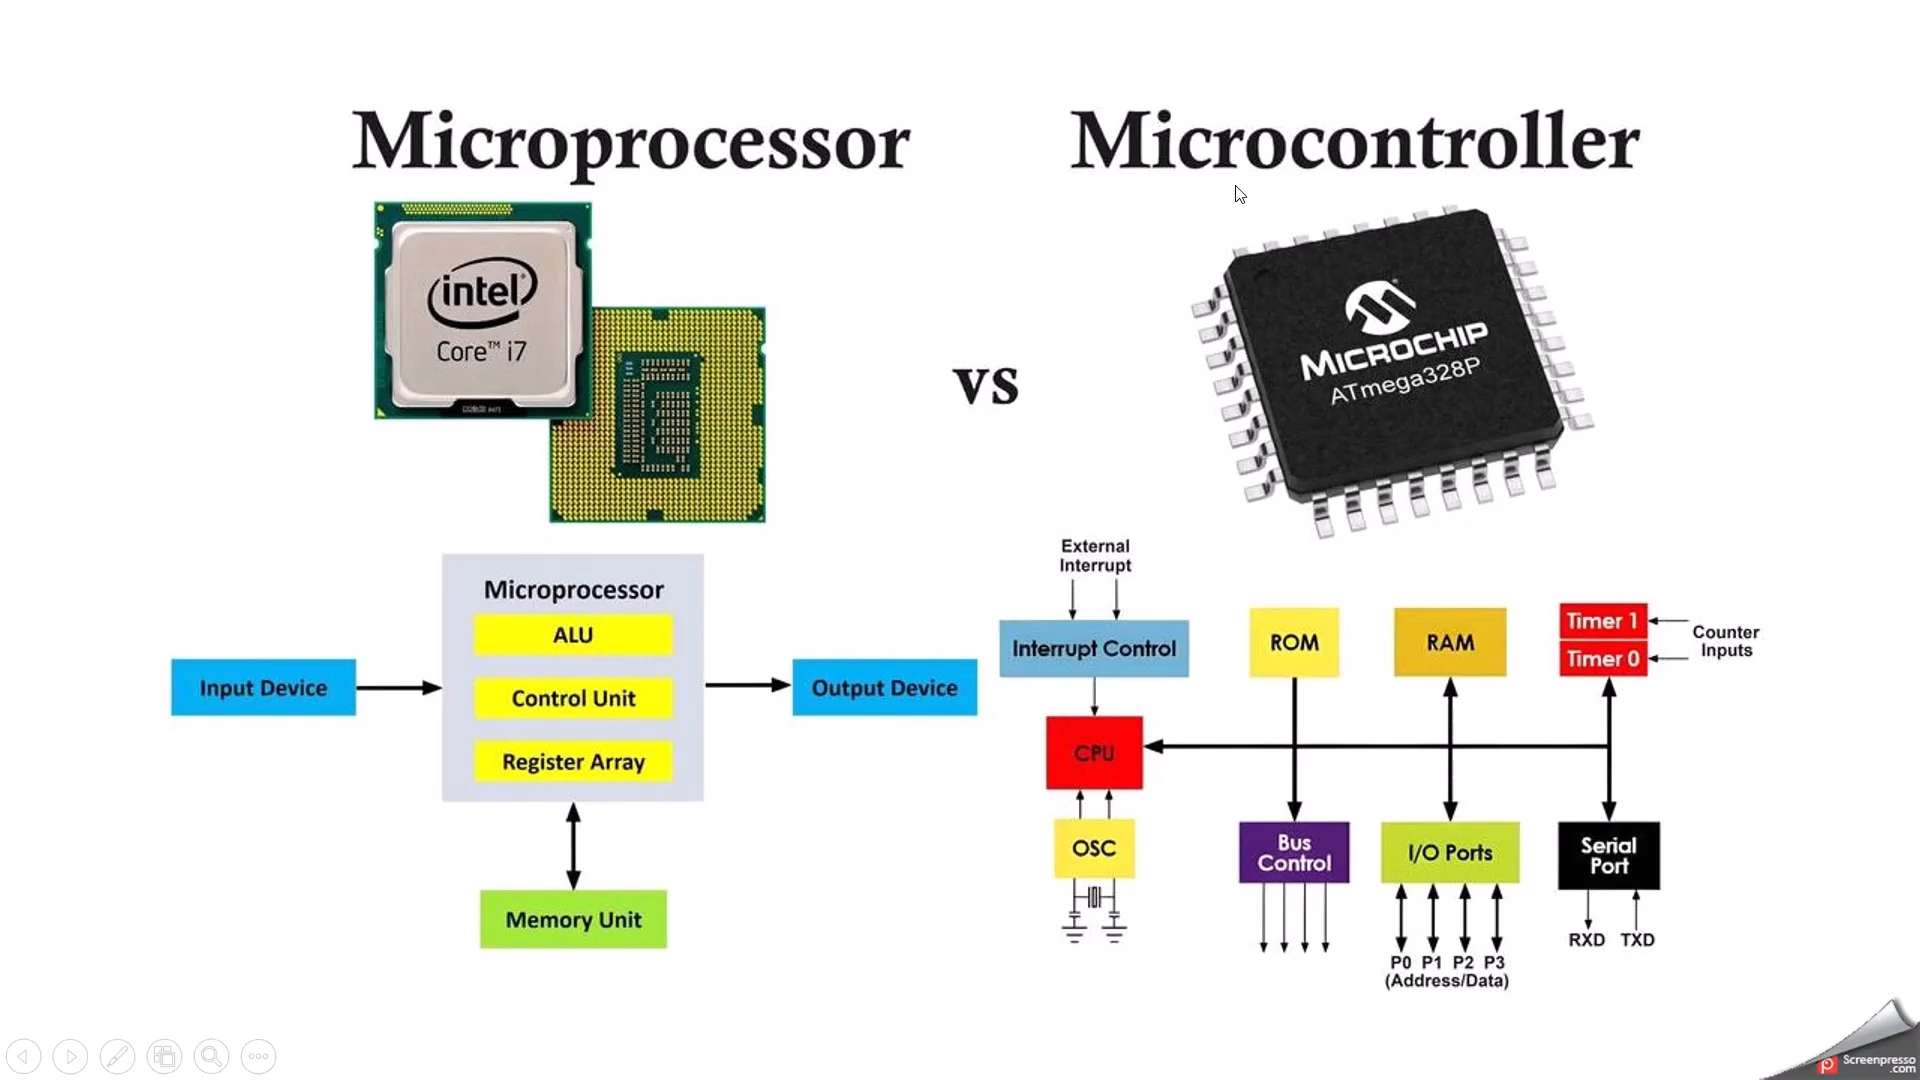 Microprocessor
Microcontroller
intel
Core™ i7
vs
MICROCHIP
ATmega328P
Microprocessor
ALU
Control Unit
Register Array
Input Device
Output Device
Memory Unit
External
Interrupt
Interrupt Control
ROM
RAM
Timer 1
Timer 0
Counter
Inputs
CPU
OSC
Bus
Control
I/O Ports
Serial
Port
RXD TXD
P0 P1 P2 P3
(Address/Data)
Screenpresso
.com